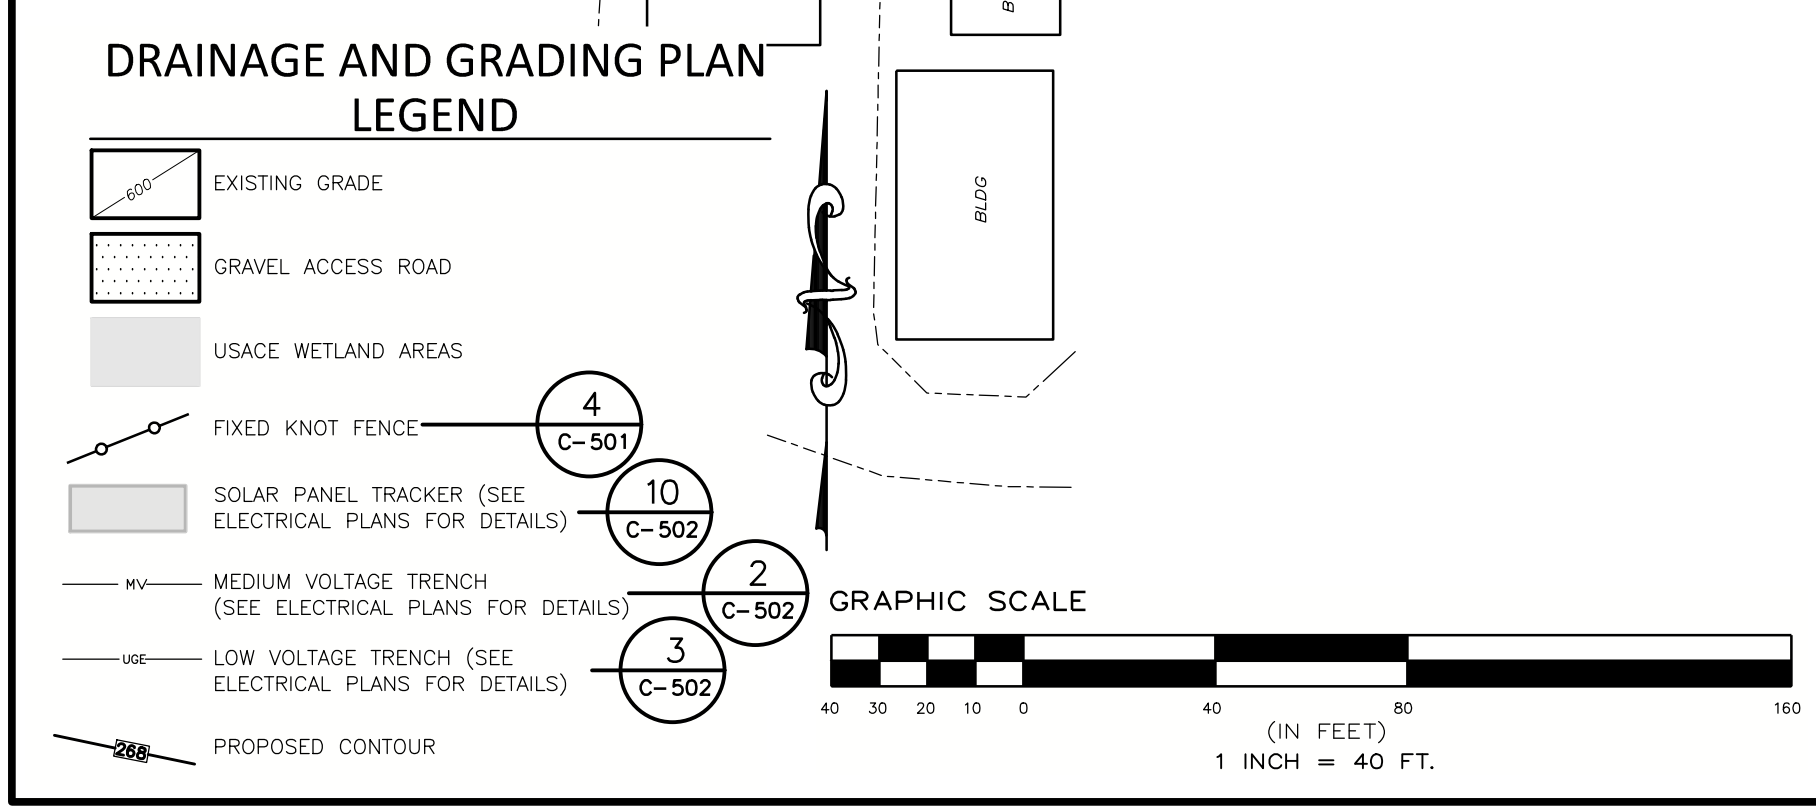 DRAINAGE AND GRADING PLAN
LEGEND
600
EXISTING GRADE
GRAVEL ACCESS ROAD
USACE WETLAND AREAS
FIXED KNOT FENCE
4
C-501
SOLAR PANEL TRACKER (SEE
ELECTRICAL PLANS FOR DETAILS)
10
C-502
MV
MEDIUM VOLTAGE TRENCH
(SEE ELECTRICAL PLANS FOR DETAILS)
2
C-502
UGE
LOW VOLTAGE TRENCH (SEE
ELECTRICAL PLANS FOR DETAILS)
3
C-502
268
PROPOSED CONTOUR
BLDG
GRAPHIC SCALE
40 30 20 10 0 40 80 160
(IN FEET)
1 INCH = 40 FT.